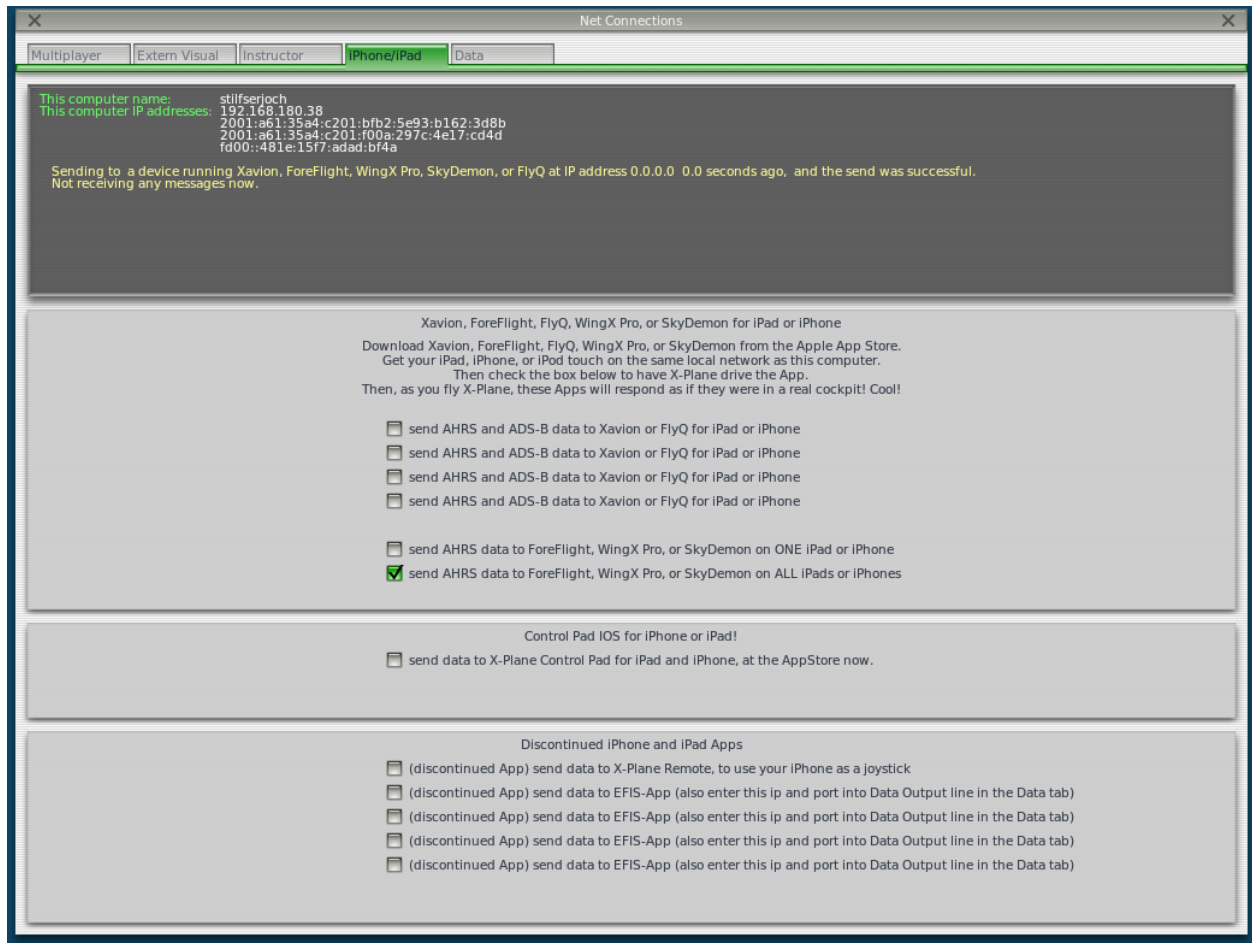 Net Connections
Multiplayer
Extern Visual
Instructor
iPhone/iPad
Data
This computer name: stilfserjoch
This computer IP addresses: 192.168.180.38
2001:a61:35a4:c201:bfb2:5e93:b162:3d8b
2001:a61:35a4:c201:f00a:297c:4e17:cd4d
fd00::481e:15f7:adad:bf4a
Sending to  a device running Xavion, ForeFlight, WingX Pro, SkyDemon, or FlyQ at IP address 0.0.0.0  0.0 seconds ago,  and the send was successful.
Not receiving any messages now.
Xavion, ForeFlight, FlyQ, WingX Pro, or SkyDemon for iPad or iPhone
Download Xavion, ForeFlight, FlyQ, WingX Pro, or SkyDemon from the Apple App Store.
Get your iPad, iPhone, or iPod touch on the same local network as this computer.
Then check the box below to have X-Plane drive the App.
Then, as you fly X-Plane, these Apps will respond as if they were in a real cockpit! Cool!
send AHRS and ADS-B data to Xavion or FlyQ for iPad or iPhone
send AHRS and ADS-B data to Xavion or FlyQ for iPad or iPhone
send AHRS and ADS-B data to Xavion or FlyQ for iPad or iPhone
send AHRS and ADS-B data to Xavion or FlyQ for iPad or iPhone
send AHRS data to ForeFlight, WingX Pro, or SkyDemon on ONE iPad or iPhone
send AHRS data to ForeFlight, WingX Pro, or SkyDemon on ALL iPads or iPhones
Control Pad IOS for iPhone or iPad!
send data to X-Plane Control Pad for iPad and iPhone, at the AppStore now.
Discontinued iPhone and iPad Apps
(discontinued App) send data to X-Plane Remote, to use your iPhone as a joystick
(discontinued App) send data to EFIS-App (also enter this ip and port into Data Output line in the Data tab)
(discontinued App) send data to EFIS-App (also enter this ip and port into Data Output line in the Data tab)
(discontinued App) send data to EFIS-App (also enter this ip and port into Data Output line in the Data tab)
(discontinued App) send data to EFIS-App (also enter this ip and port into Data Output line in the Data tab)